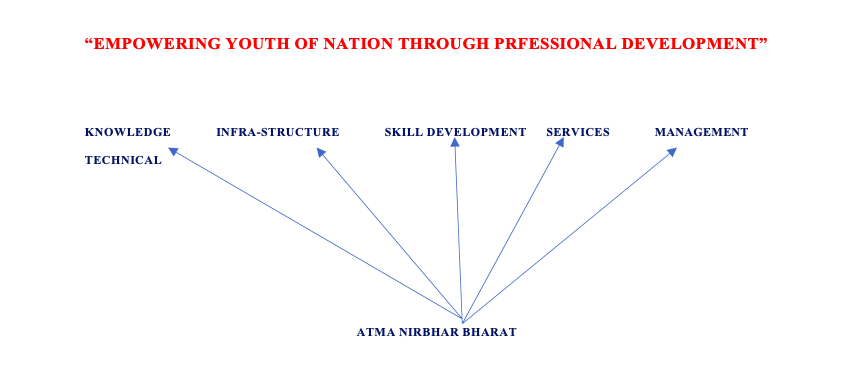 “EMPOWERING YOUTH OF NATION THROUGH PRFESSIONAL DEVELOPMENT”
KNOWLEDGE INFRA-STRUCTURE SKILL DEVELOPMENT SERVICES MANAGEMENT
TECHNICAL
ATMA NIRBHAR BHARAT